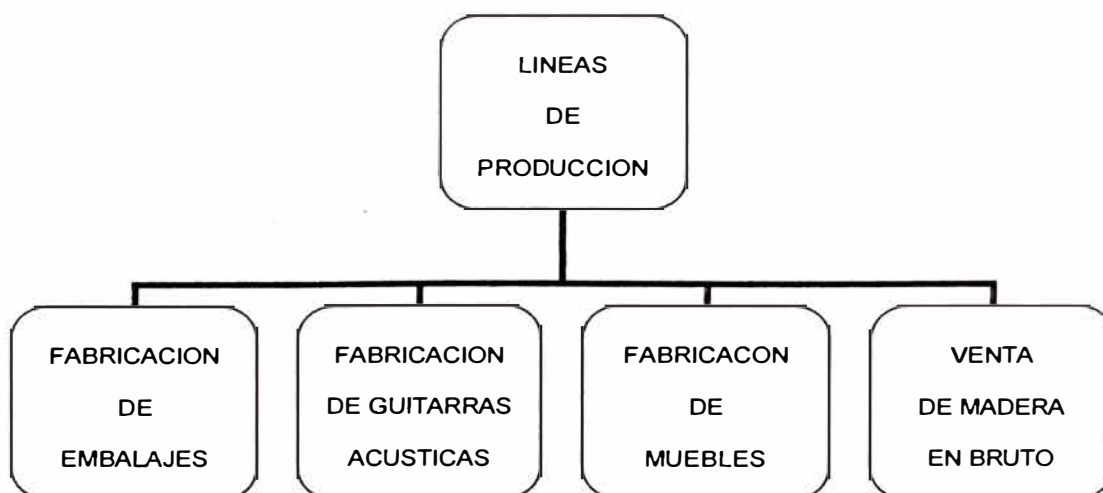 LINEAS
DE
PRODUCCION
FABRICACION
DE
EMBALAJES
FABRICACION
DE GUITARRAS
ACUSTICAS
FABRICACON
DE
MUEBLES
VENTA
DE MADERA
EN BRUTO